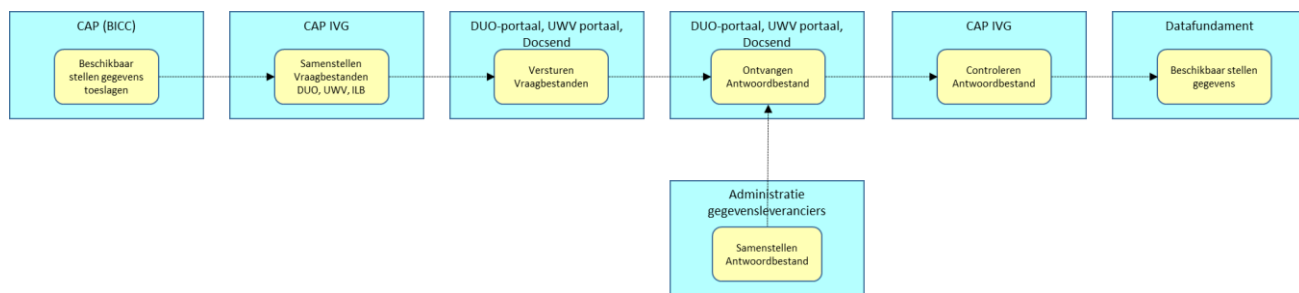 CAP (BICC)
Beschikbaar
stellen gegevens
toeslagen
CAP IVG
Samenstellen
Vraagbestanden
DUO, UWV, ILB
DUO-portaal, UWV portaal,
Docsend
Versturen
Vraagbestanden
DUO-portaal, UWV portaal,
Docsend
Ontvangen
Antwoordbestand
CAP IVG
Controleren
Antwoordbestand
Datafundament
Beschikbaar stellen
gegevens
Administratie
gegevensleveranciers
Samenstellen
Antwoordbestand